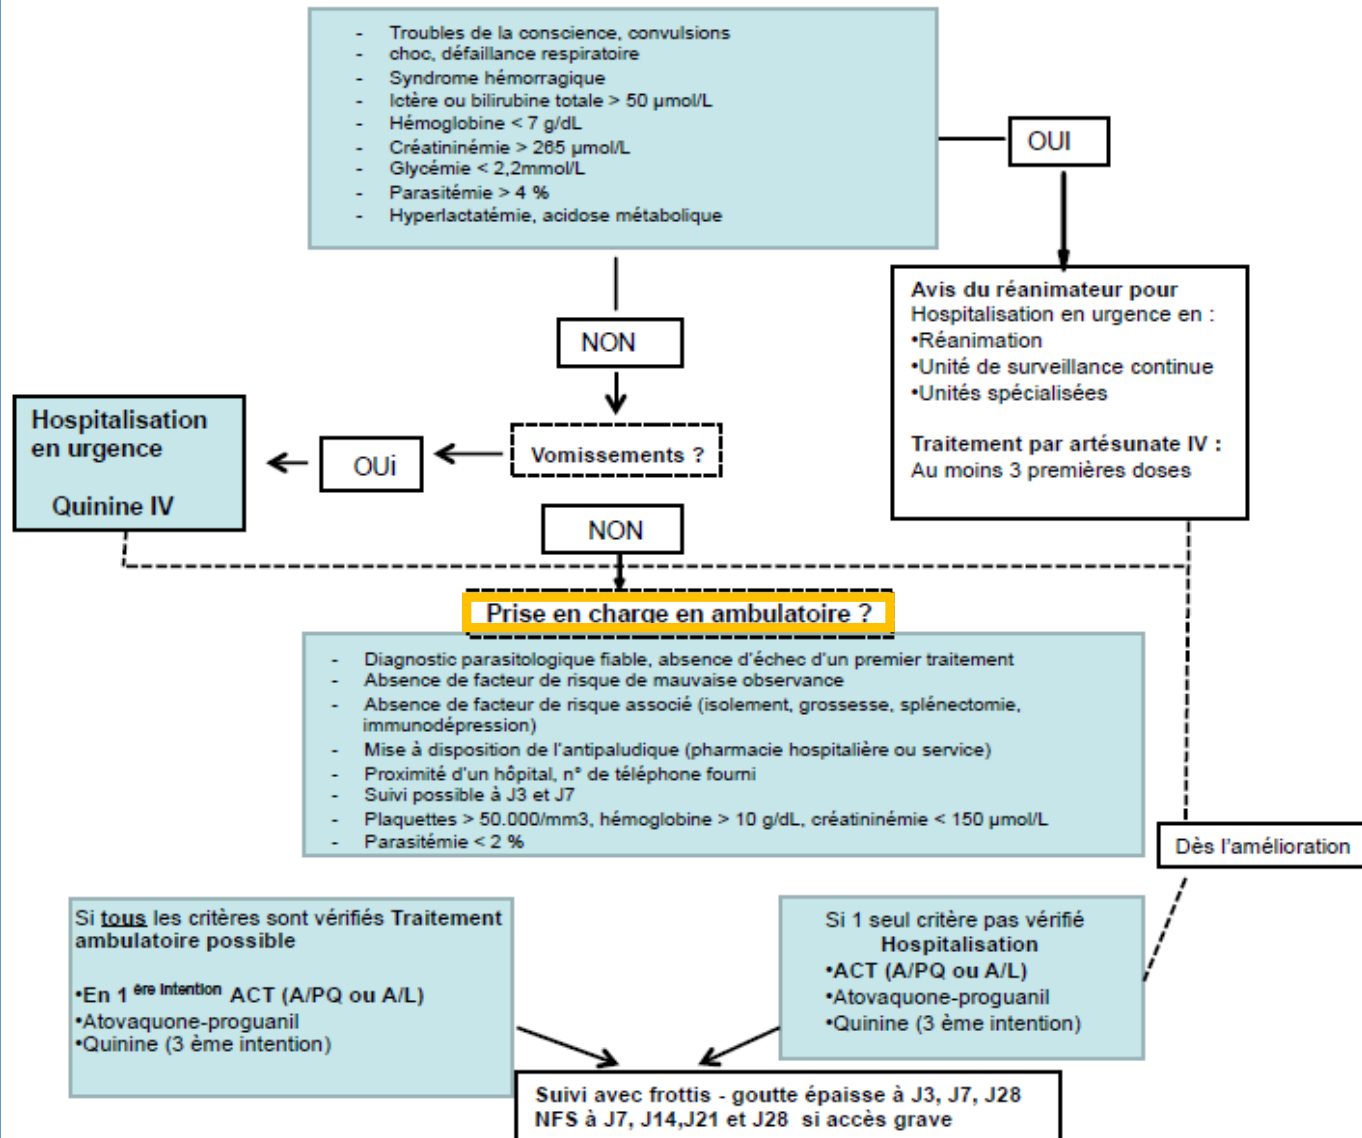 - Troubles de la conscience, convulsions
- choc, défaillance respiratoire
- Syndrome hémorragique
- Ictère ou bilirubine totale > 50 µmol/L
- Hémoglobine < 7 g/dL
- Créatininémie > 265 µmol/L
- Glycémie < 2,2mmol/L
- Parasitémie > 4 %
- Hyperlactatémie, acidose métabolique
OUI
Avis du réanimateur pour
Hospitalisation en urgence en :
•Réanimation
•Unité de surveillance continue
•Unités spécialisées
Traitement par artésunate IV :
Au moins 3 premières doses
NON
Vomissements ?
OUi
Hospitalisation
en urgence
Quinine IV
NON
Prise en charge en ambulatoire ?
- Diagnostic parasitologique fiable, absence d'échec d'un premier traitement
- Absence de facteur de risque de mauvaise observance
- Absence de facteur de risque associé (isolement, grossesse, splénectomie,
immunodépression)
- Mise à disposition de l'antipaludique (pharmacie hospitalière ou service)
- Proximité d'un hôpital, n° de téléphone fourni
- Suivi possible à J3 et J7
- Plaquettes > 50.000/mm3, hémoglobine > 10 g/dL, créatininémie < 150 µmol/L
- Parasitémie < 2 %
Dès l'amélioration
Si tous les critères sont vérifiés Traitement
ambulatoire possible
•En 1 ère intention ACT (A/PQ ou A/L)
•Atovaquone-proguanil
•Quinine (3 ème intention)
Si 1 seul critère pas vérifié
Hospitalisation
•ACT (A/PQ ou A/L)
•Atovaquone-proguanil
•Quinine (3 ème intention)
Suivi avec frottis - goutte épaisse à J3, J7, J28
NFS à J7, J14,J21 et J28 si accès grave